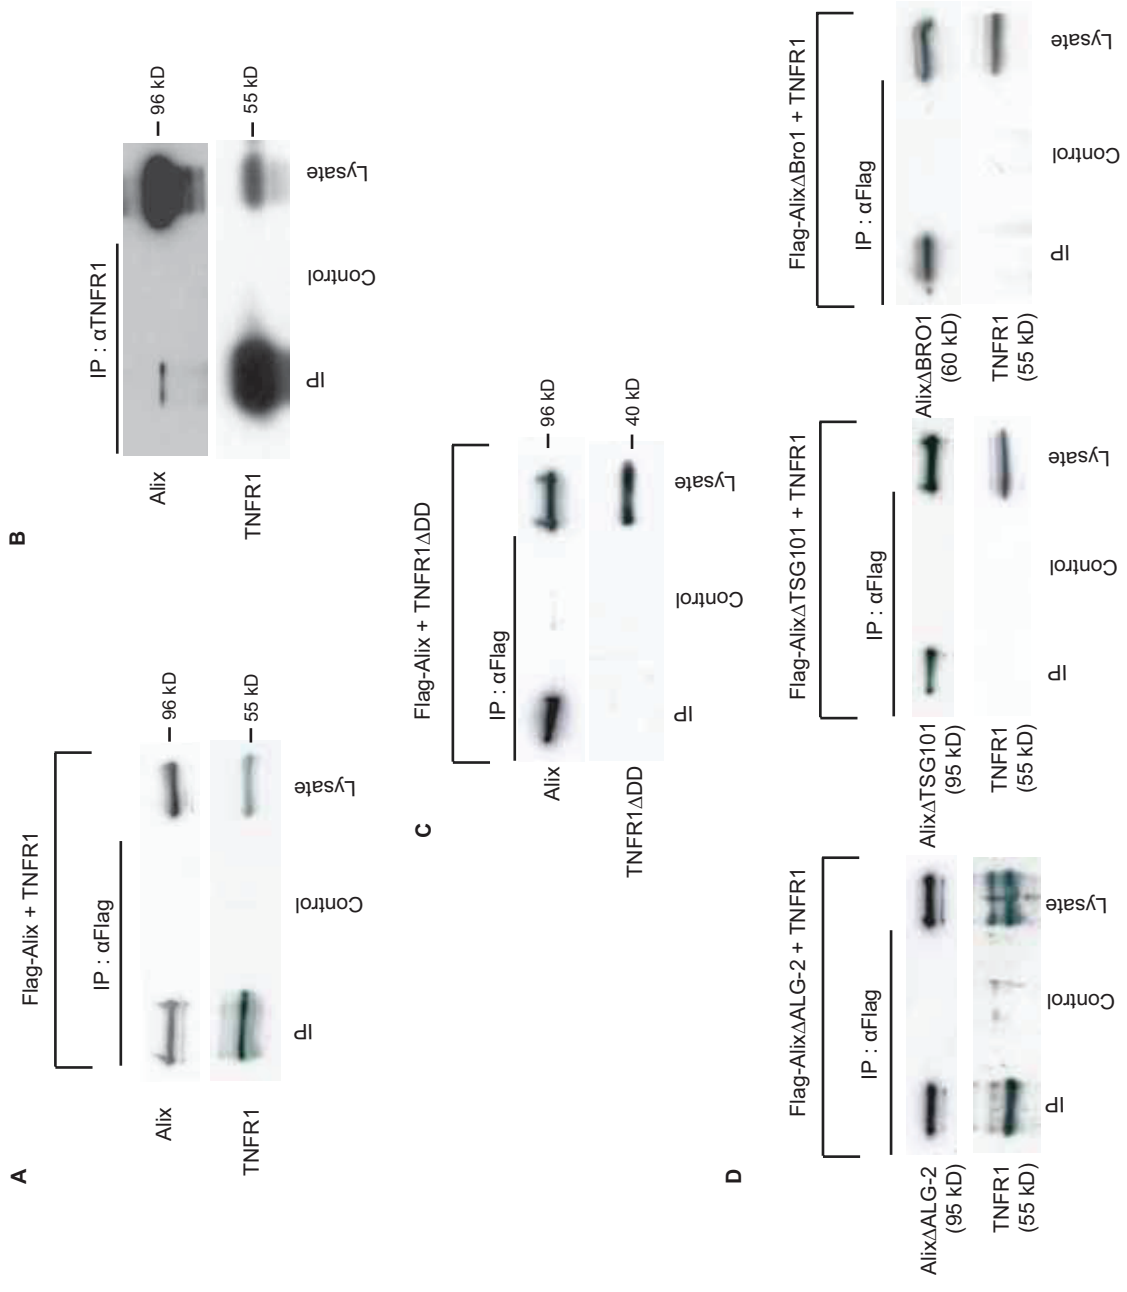 A
Flag-Alix + TNFR1
IP : αFlag
Alix
96 kD
TNFR1
55 kD
IP
Control
Lysate
B
IP : αTNFR1
Alix
96 kD
TNFR1
55 kD
IP
Control
Lysate
C
Flag-Alix + TNFR1ΔDD
IP : αFlag
Alix
96 kD
TNFR1ΔDD
40 kD
IP
Control
Lysate
D
Flag-AlixΔALG-2 + TNFR1
IP : αFlag
AlixΔALG-2
(95 kD)
TNFR1
(55 kD)
IP
Control
Lysate
Flag-AlixΔTSG101 + TNFR1
IP : αFlag
AlixΔTSG101
(95 kD)
TNFR1
(55 kD)
IP
Control
Lysate
Flag-AlixΔBro1 + TNFR1
IP : αFlag
AlixΔBRO1
(60 kD)
TNFR1
(55 kD)
IP
Control
Lysate